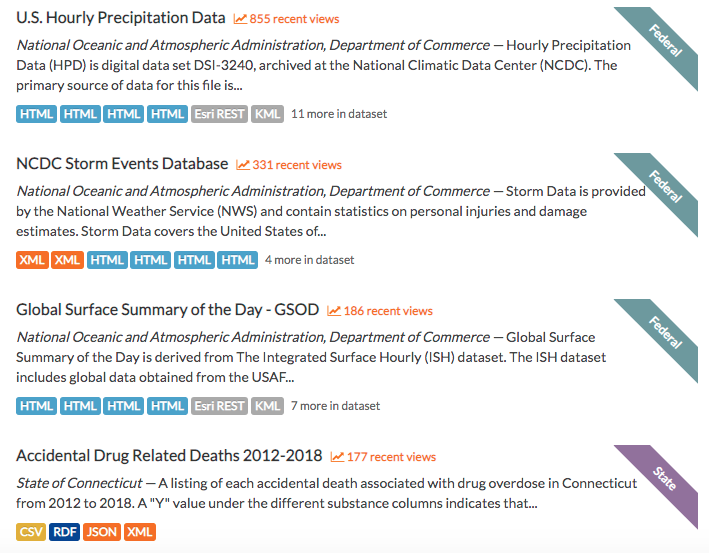 U.S. Hourly Precipitation Data 855 recent views
Federal
National Oceanic and Atmospheric Administration, Department of Commerce — Hourly Precipitation
Data (HPD) is digital data set DSI-3240, archived at the National Climatic Data Center (NCDC). The
primary source of data for this file is...
HTML HTML HTML HTML Esri REST KML 11 more in dataset
NCDC Storm Events Database 331 recent views
Federal
National Oceanic and Atmospheric Administration, Department of Commerce — Storm Data is provided
by the National Weather Service (NWS) and contain statistics on personal injuries and damage
estimates. Storm Data covers the United States of...
XML XML HTML HTML HTML HTML 4 more in dataset
Global Surface Summary of the Day - GSOD 186 recent views
Federal
National Oceanic and Atmospheric Administration, Department of Commerce — Global Surface
Summary of the Day is derived from The Integrated Surface Hourly (ISH) dataset. The ISH dataset
includes global data obtained from the USAF...
HTML HTML HTML HTML Esri REST KML 7 more in dataset
Accidental Drug Related Deaths 2012-2018 177 recent views
State
State of Connecticut — A listing of each accidental death associated with drug overdose in Connecticut
from 2012 to 2018. A "Y" value under the different substance columns indicates that...
CSV RDF JSON XML